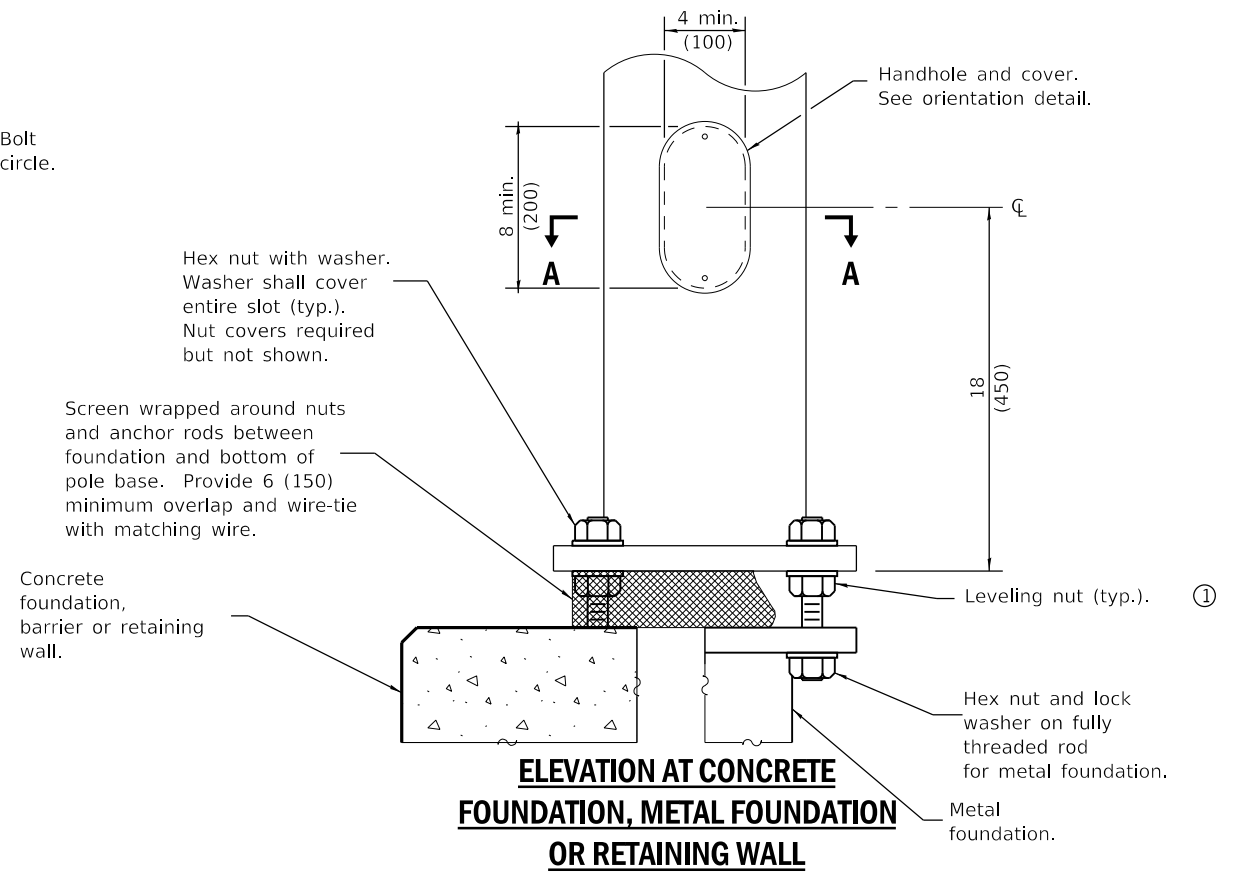 4 min.
(100)
Handhole and cover.
See orientation detail.
Bolt
circle.
8 min.
(200)
℄
A
A
Hex nut with washer.
Washer shall cover
entire slot (typ.).
Nut covers required
but not shown.
18
(450)
Screen wrapped around nuts
and anchor rods between
foundation and bottom of
pole base. Provide 6 (150)
minimum overlap and wire-tie
with matching wire.
Concrete
foundation,
barrier or retaining
wall.
Leveling nut (typ.). ①
Hex nut and lock
washer on fully
threaded rod
for metal foundation.
Metal
foundation.
ELEVATION AT CONCRETE
FOUNDATION, METAL FOUNDATION
OR RETAINING WALL